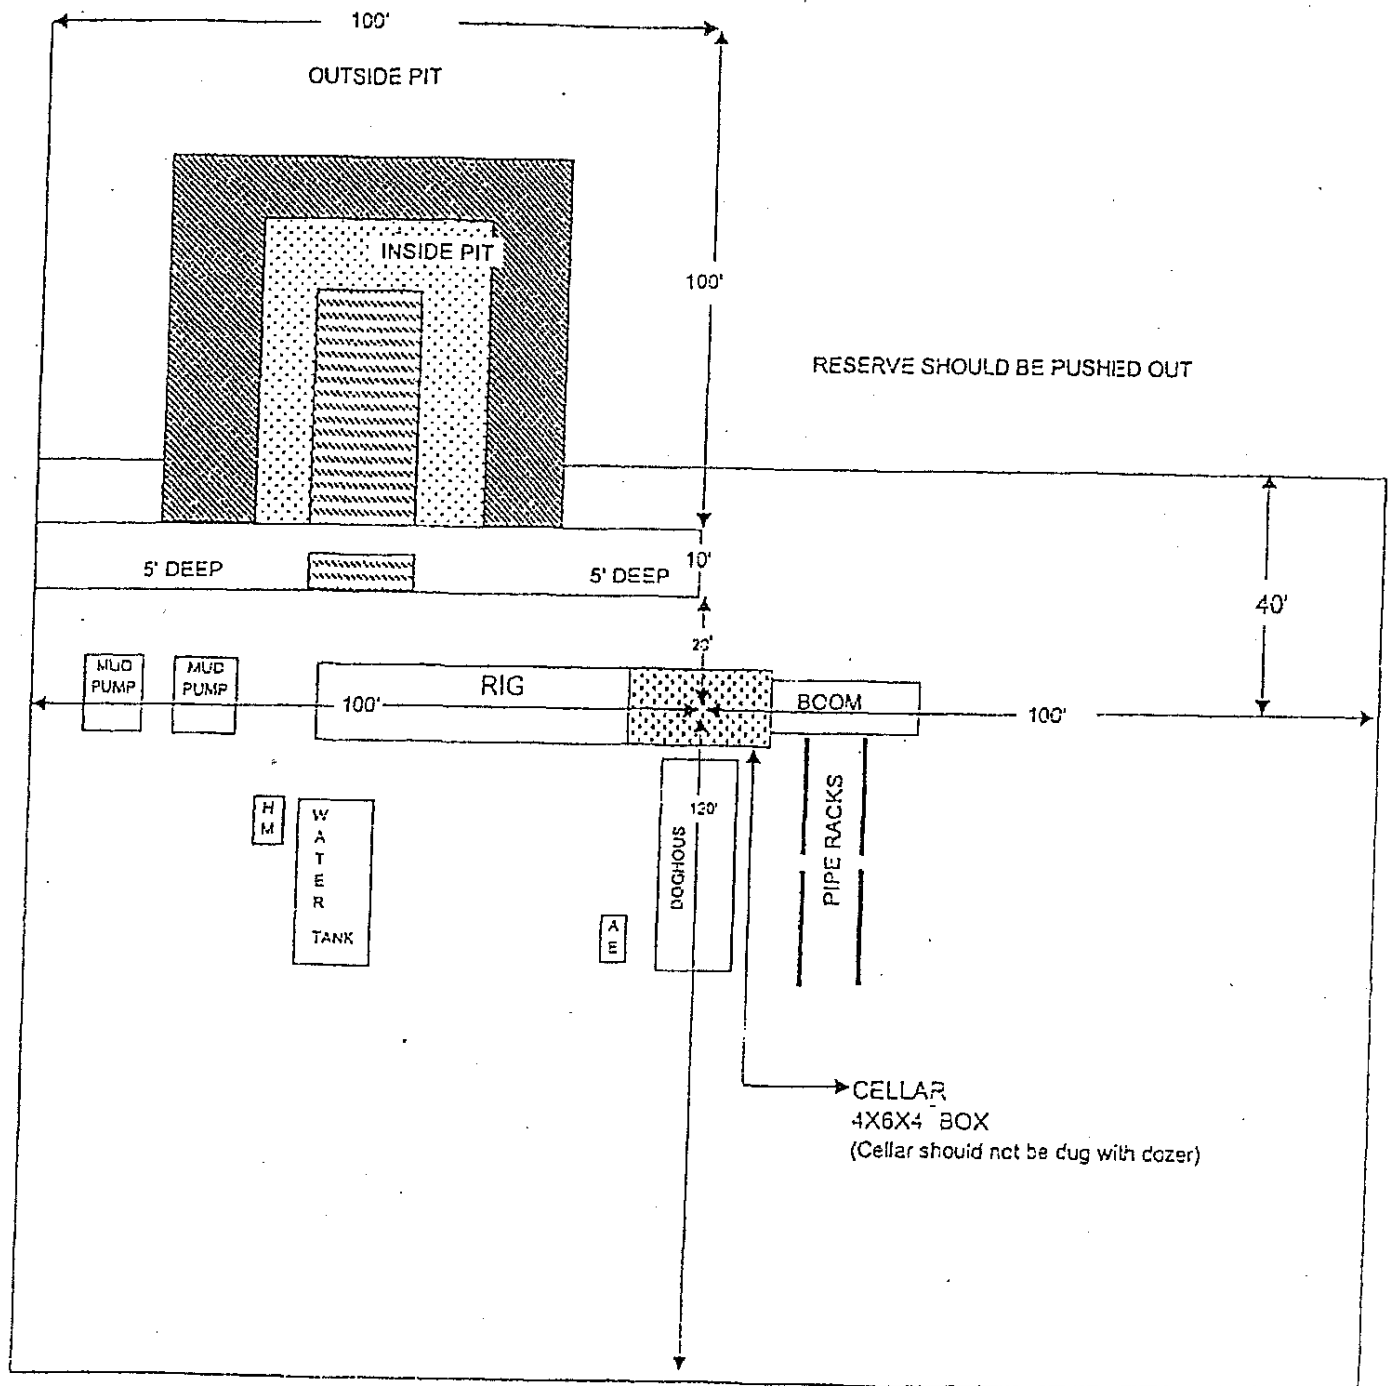 100'
OUTSIDE PIT
INSIDE PIT
100'
RESERVE SHOULD BE PUSHED OUT
5' DEEP
10'
5' DEEP
40'
20'
MUD
PUMP
MUD
PUMP
RIG
BOOM
100'
100'
H
M
W
A
T
E
R
TANK
A
E
DOGHOUS
PIPE RACKS
CELLAR
4X6X4 BOX
(Cellar should not be dug with dozer)